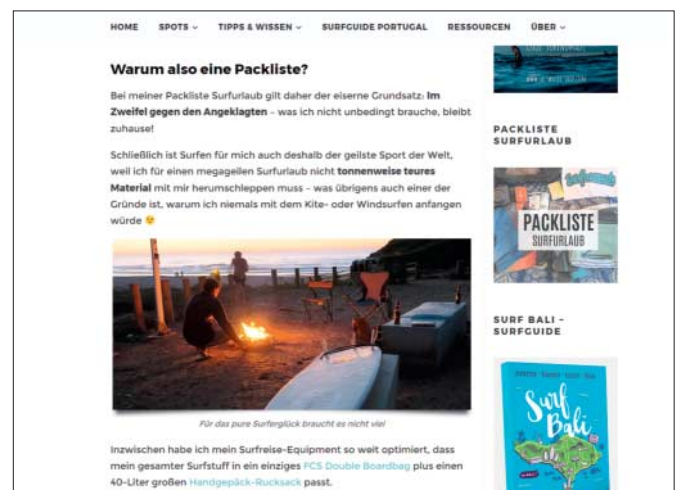 HOME SPOTS TIPPS & WISSEN SURFGUIDE PORTUGAL RESSOURCEN ÜBER
Warum also eine Packliste?
Bei meiner Packliste Surfurlaub gilt daher der eiserne Grundsatz: Im
Zweifel gegen den Angeklagten – was ich nicht unbedingt brauche, bleibt
zuhause!
Schließlich ist Surfen für mich auch deshalb der geilste Sport der Welt,
weil ich für einen megageilen Surfurlaub nicht tonnenweise teures
Material mit mir herumschleppen muss – was übrigens auch einer der
Gründe ist, warum ich niemals mit dem Kite- oder Windsurfen anfangen
würde 😉
Für das pure Surferglück braucht es nicht viel
Inzwischen habe ich mein Surfreise-Equipment so weit optimiert, dass
mein gesamter Surfstuff in ein einziges FCS Double Boardbag plus einen
40-Liter großen Handgepäck-Rucksack passt.
PACKLISTE
SURFURLAUB
PACKLISTE
SURFURLAUB
SURF BALI –
SURFGUIDE
Surf
Bali